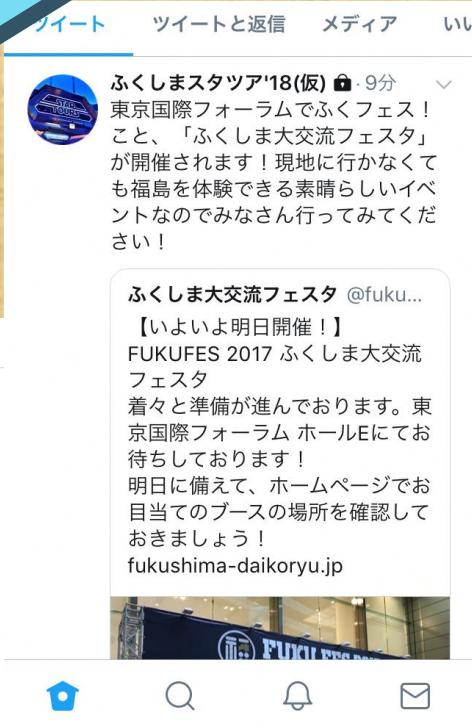 ツイート ツイートと返信 メディア いい
ふくしまスタツア'18(仮) · 9分
東京国際フォーラムでふくフェス！
こと、「ふくしま大交流フェスタ」
が開催されます！現地に行かなくて
も福島を体験できる素晴らしいイベ
ントなのでみなさん行ってみてくだ
さい！
STAR
TOURS
ふくしま大交流フェスタ @fuku...
【いよいよ明日開催！】
FUKUFES 2017 ふくしま大交流
フェスタ
着々と準備が進んでおります。東
京国際フォーラム ホールEにてお
待ちしております！
明日に備えて、ホームページでお
目当てのブースの場所を確認して
おきましょう！
fukushima-daikoryu.jp
FUKU FES